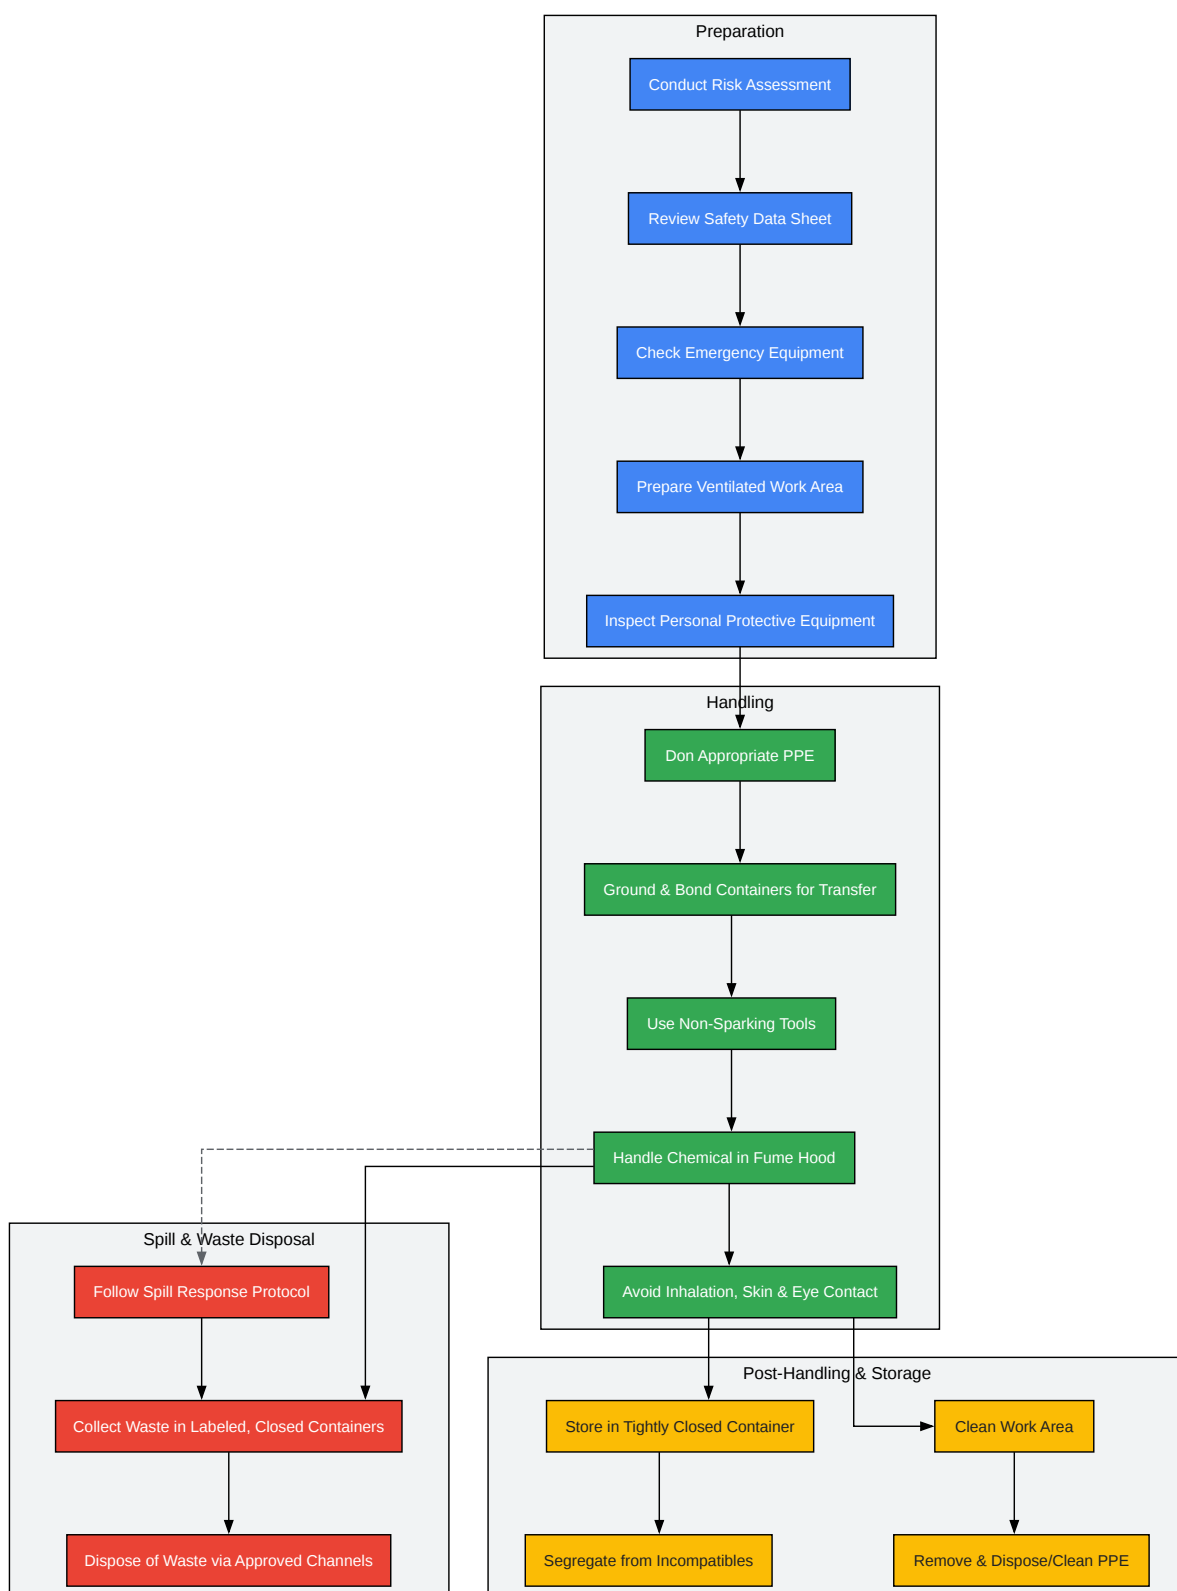 Preparation
Conduct Risk Assessment
Review Safety Data Sheet
Check Emergency Equipment
Prepare Ventilated Work Area
Inspect Personal Protective Equipment
Handling
Don Appropriate PPE
Ground & Bond Containers for Transfer
Use Non-Sparking Tools
Handle Chemical in Fume Hood
Avoid Inhalation, Skin & Eye Contact
Spill & Waste Disposal
Follow Spill Response Protocol
Collect Waste in Labeled, Closed Containers
Dispose of Waste via Approved Channels
Post-Handling & Storage
Store in Tightly Closed Container
Clean Work Area
Segregate from Incompatibles
Remove & Dispose/Clean PPE